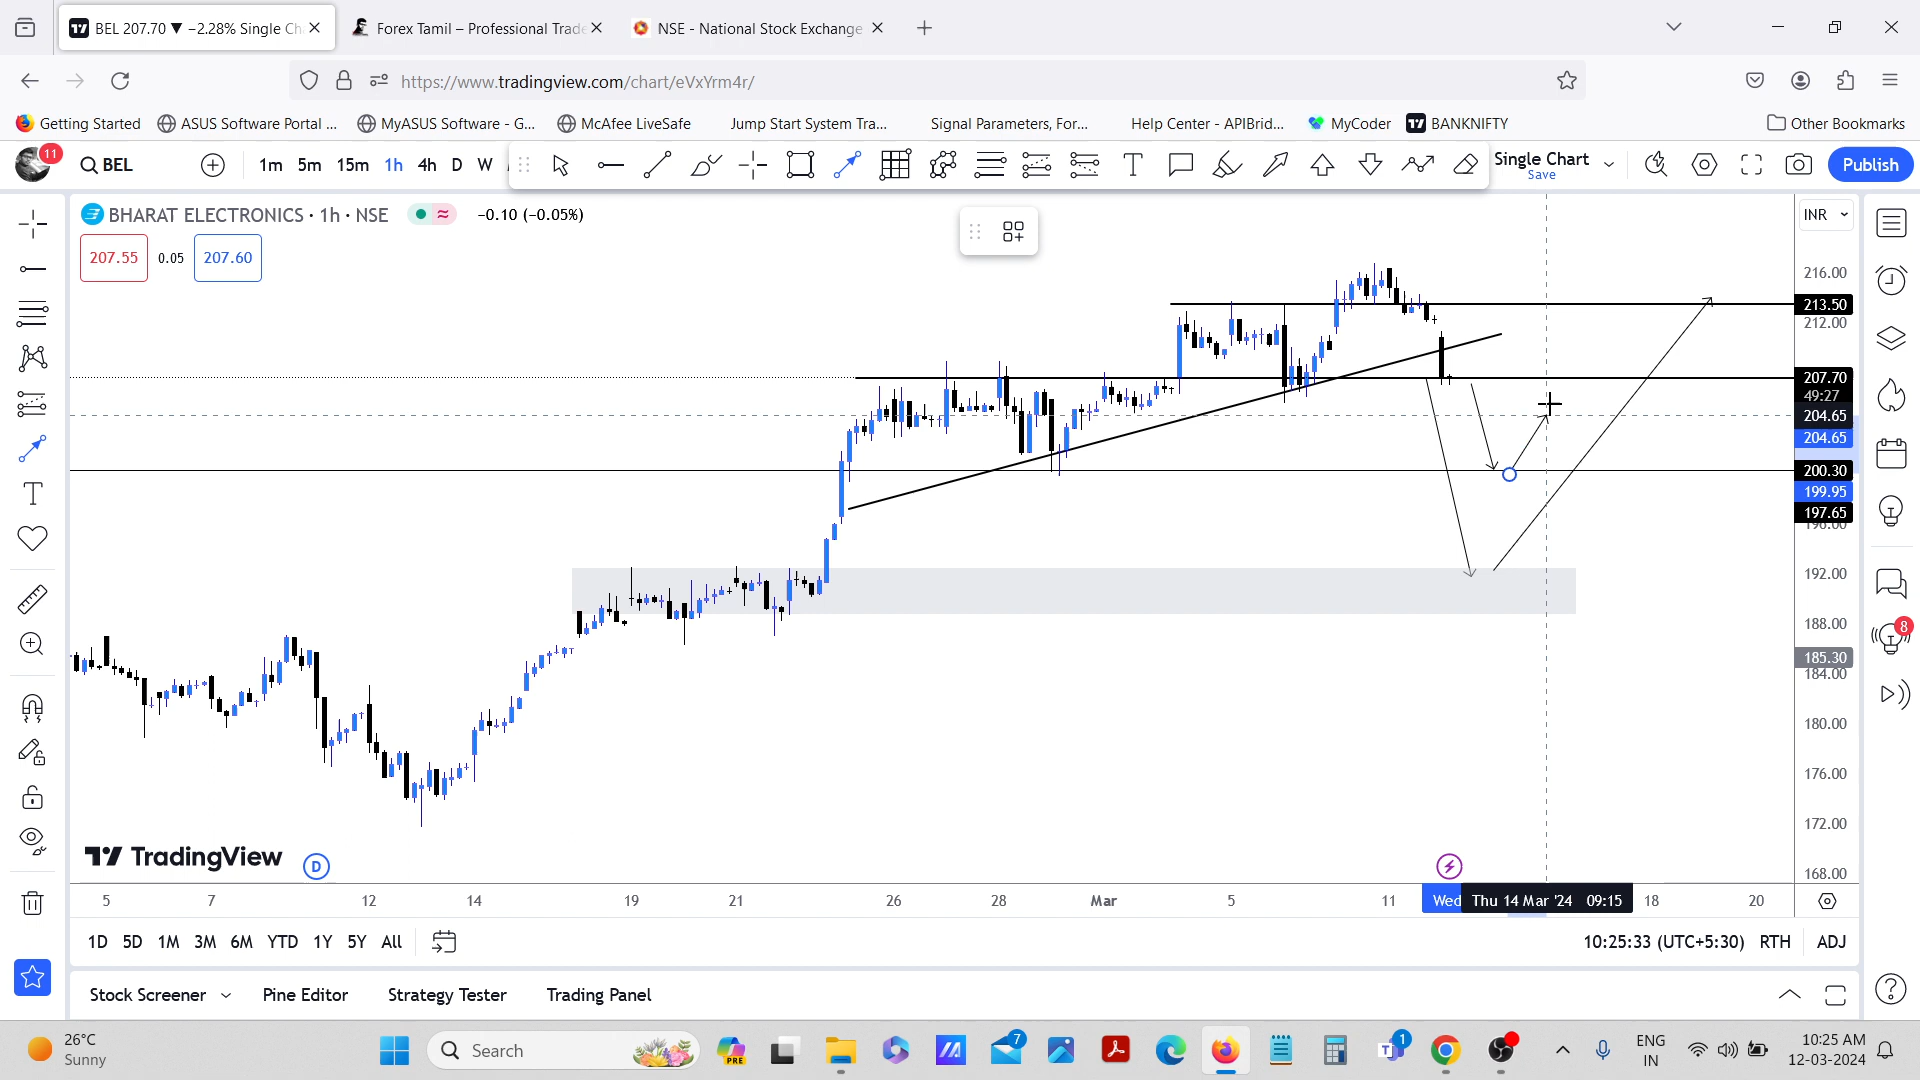 BEL 207.70 ▼ −2.28% Single Ch
Forex Tamil – Professional Trade
NSE - National Stock Exchange
https://www.tradingview.com/chart/eVxYrm4r/
Getting Started
ASUS Software Portal ...
MyASUS Software - G...
McAfee LiveSafe
Jump Start System Tra...
Signal Parameters, For...
Help Center - APIBrid...
MyCoder
BANKNIFTY
Other Bookmarks
11
BEL
1m 5m 15m 1h 4h D W
Single Chart
Save
Publish
BHARAT ELECTRONICS · 1h · NSE
−0.10 (−0.05%)
INR
207.55
0.05
207.60
216.00
213.50
212.00
207.70
49:27
204.65
204.65
200.30
199.95
197.65
196.00
192.00
188.00
185.30
184.00
180.00
176.00
172.00
168.00
8
TradingView
D
5 7 12 14 19 21 26 28 Mar 5 11 Wed Thu 14 Mar '24 09:15 18 20
1D 5D 1M 3M 6M YTD 1Y 5Y All
10:25:33 (UTC+5:30) RTH ADJ
Stock Screener
Pine Editor
Strategy Tester
Trading Panel
26°C
Sunny
Search
PRE
7
1
ENG
IN
10:25 AM
12-03-2024